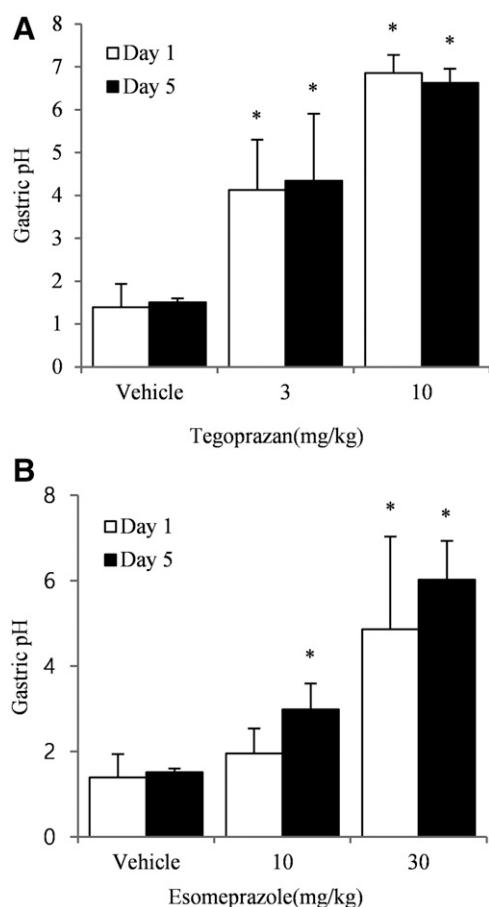 A
Day 1
Day 5
Gastric pH
8
7
6
5
4
3
2
1
0
* * * *
Vehicle 3 10
Tegoprazan(mg/kg)
B
Day 1
Day 5
Gastric pH
8
6
4
2
0
* * *
Vehicle 10 30
Esomeprazole(mg/kg)